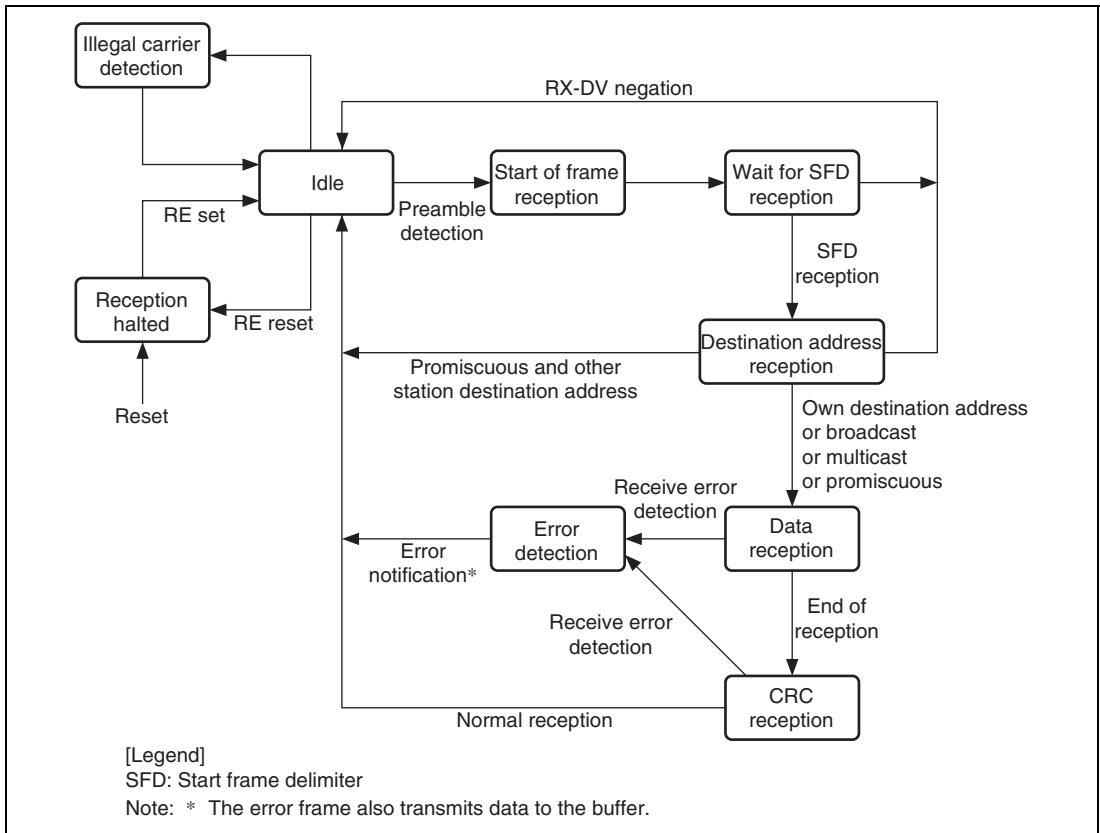 Illegal carrier
detection
RX-DV negation
Idle
Start of frame
reception
Wait for SFD
reception
Preamble
detection
RE set
SFD
reception
Reception
halted
RE reset
Destination address
reception
Promiscuous and other
station destination address
Reset
Own destination address
or broadcast
or multicast
or promiscuous
Receive error
detection
Error
detection
Data
reception
Error
notification*
End of
reception
Receive error
detection
CRC
reception
Normal reception
[Legend]
SFD: Start frame delimiter
Note: * The error frame also transmits data to the buffer.